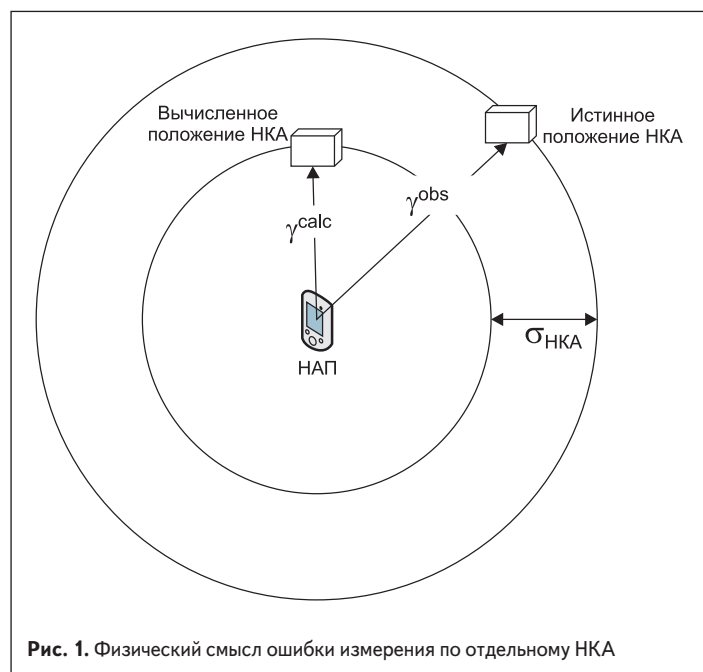 Вычисленное
положение НКА
Истинное
положение НКА
γcalc
γobs
НАП
σНКА
Рис. 1. Физический смысл ошибки измерения по отдельному НКА